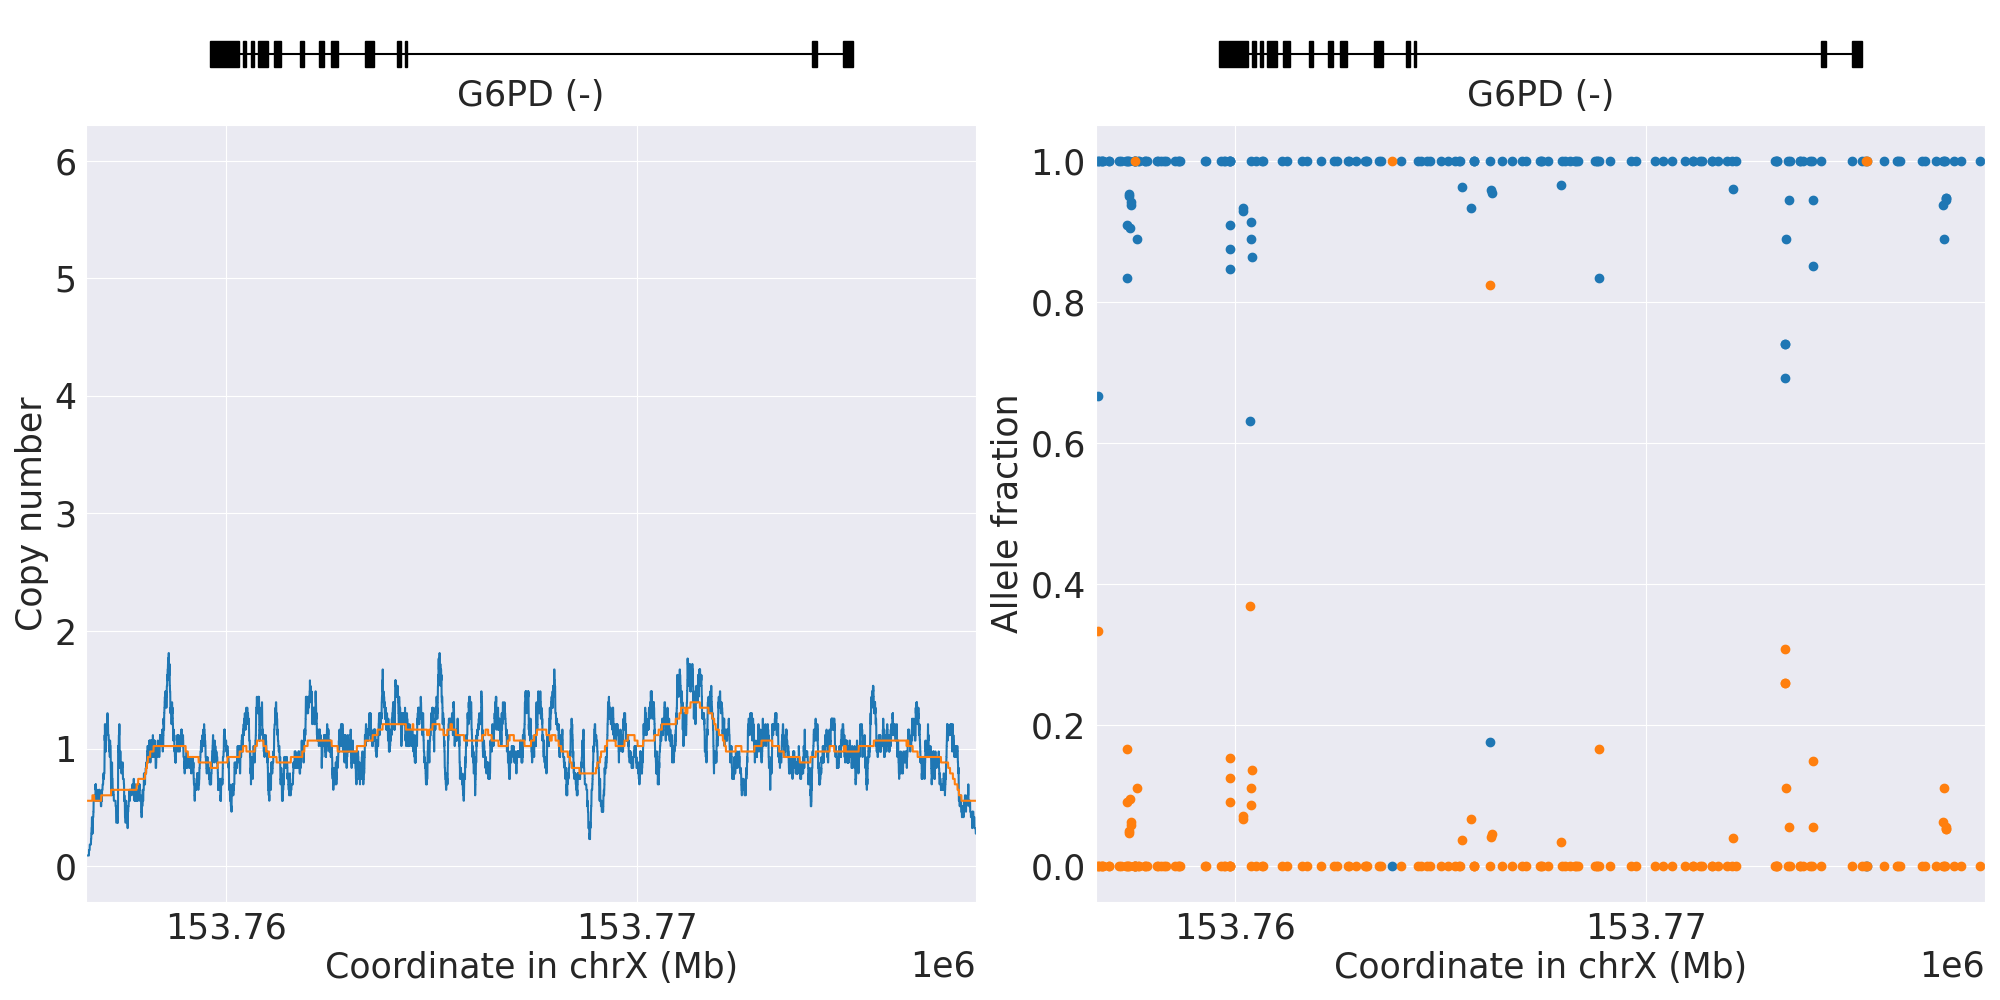 G6PD (-)
6
5
4
3
2
1
0
Copy number
153.76
153.77
Coordinate in chrX (Mb)
1e6
G6PD (-)
1.0
0.8
0.6
0.4
0.2
0.0
Allele fraction
153.76
153.77
Coordinate in chrX (Mb)
1e6